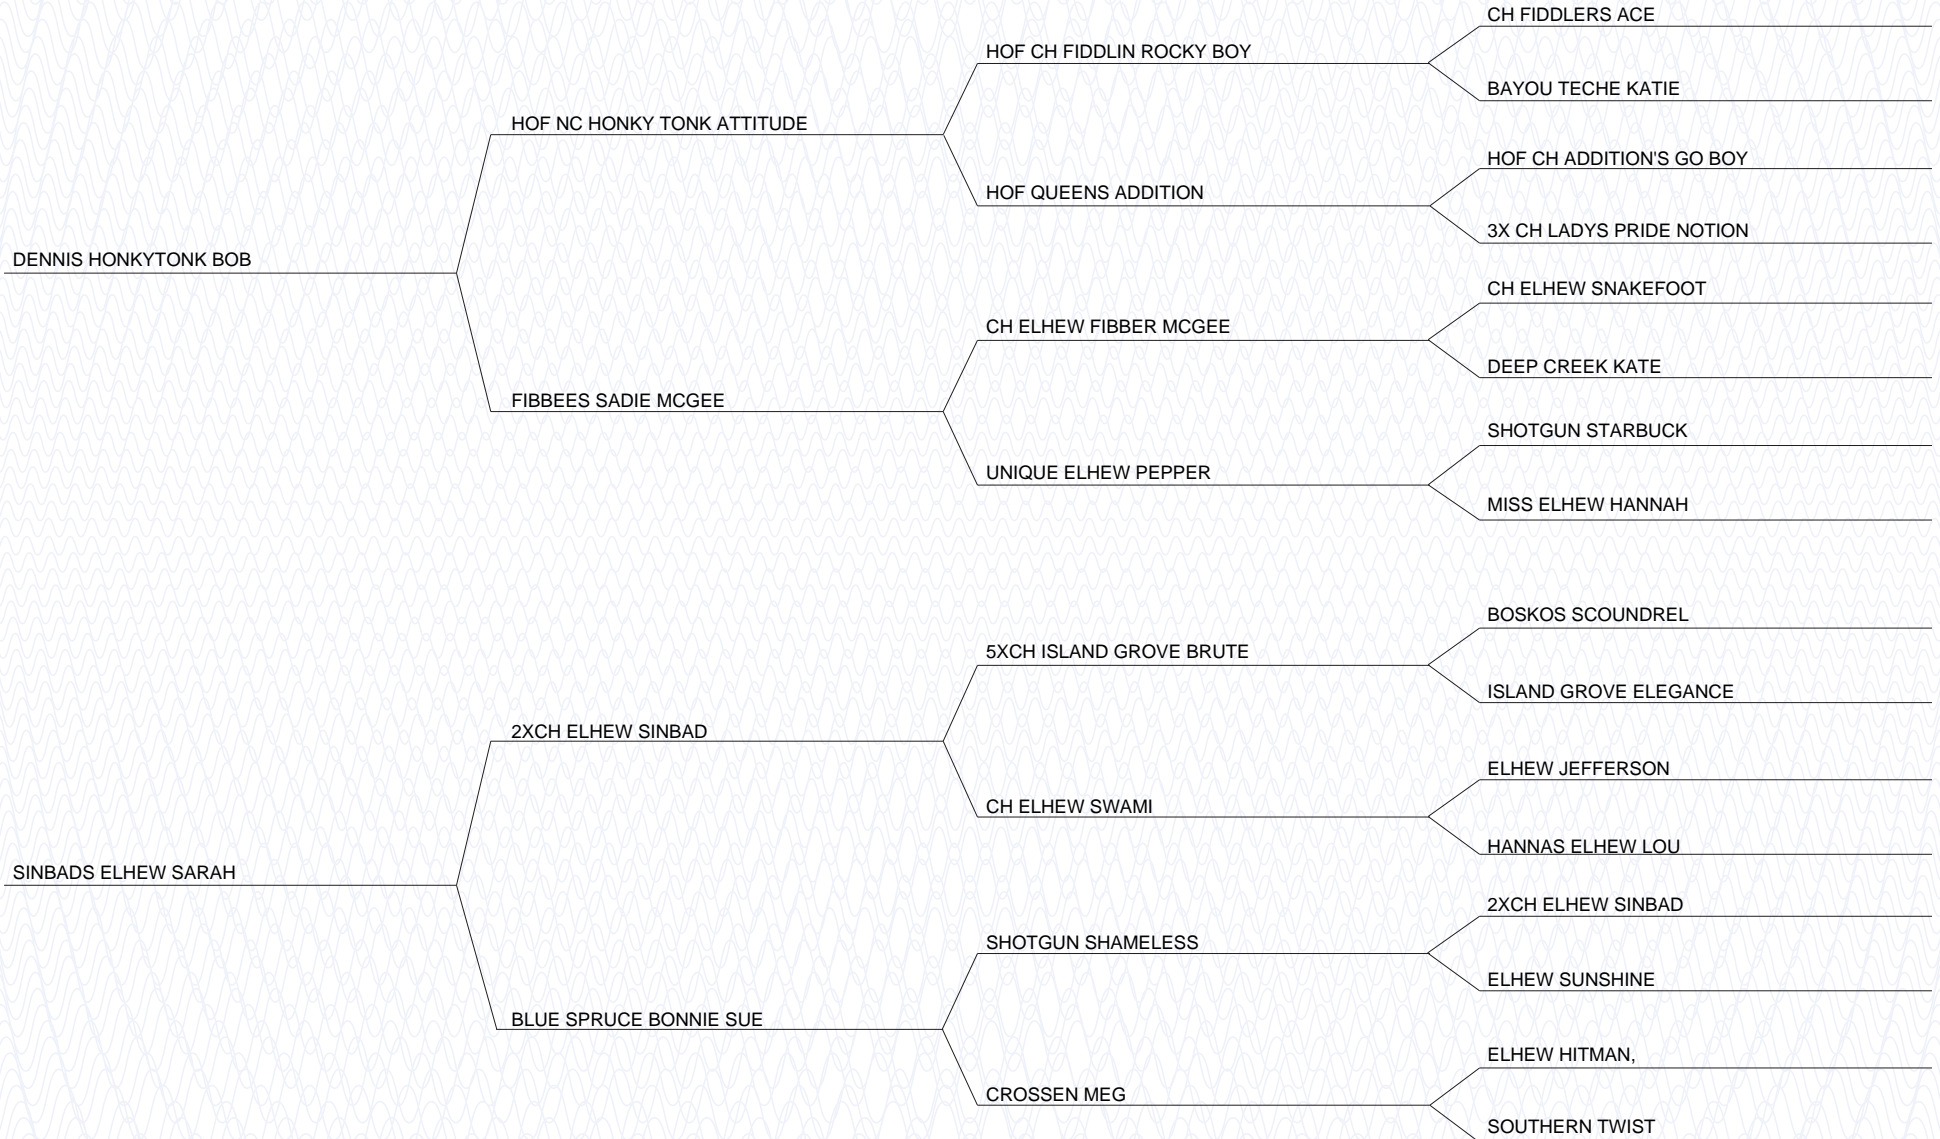 CH FIDDLERS ACE
HOF CH FIDDLIN ROCKY BOY
BAYOU TECHE KATIE
HOF NC HONKY TONK ATTITUDE
HOF CH ADDITION'S GO BOY
HOF QUEENS ADDITION
3X CH LADYS PRIDE NOTION
DENNIS HONKYTONK BOB
CH ELHEW SNAKEFOOT
CH ELHEW FIBBER MCGEE
DEEP CREEK KATE
FIBBEES SADIE MCGEE
SHOTGUN STARBUCK
UNIQUE ELHEW PEPPER
MISS ELHEW HANNAH
BOSKOS SCOUNDREL
5XCH ISLAND GROVE BRUTE
ISLAND GROVE ELEGANCE
2XCH ELHEW SINBAD
ELHEW JEFFERSON
CH ELHEW SWAMI
HANNAS ELHEW LOU
SINBADS ELHEW SARAH
2XCH ELHEW SINBAD
SHOTGUN SHAMELESS
ELHEW SUNSHINE
BLUE SPRUCE BONNIE SUE
ELHEW HITMAN,
CROSSEN MEG
SOUTHERN TWIST